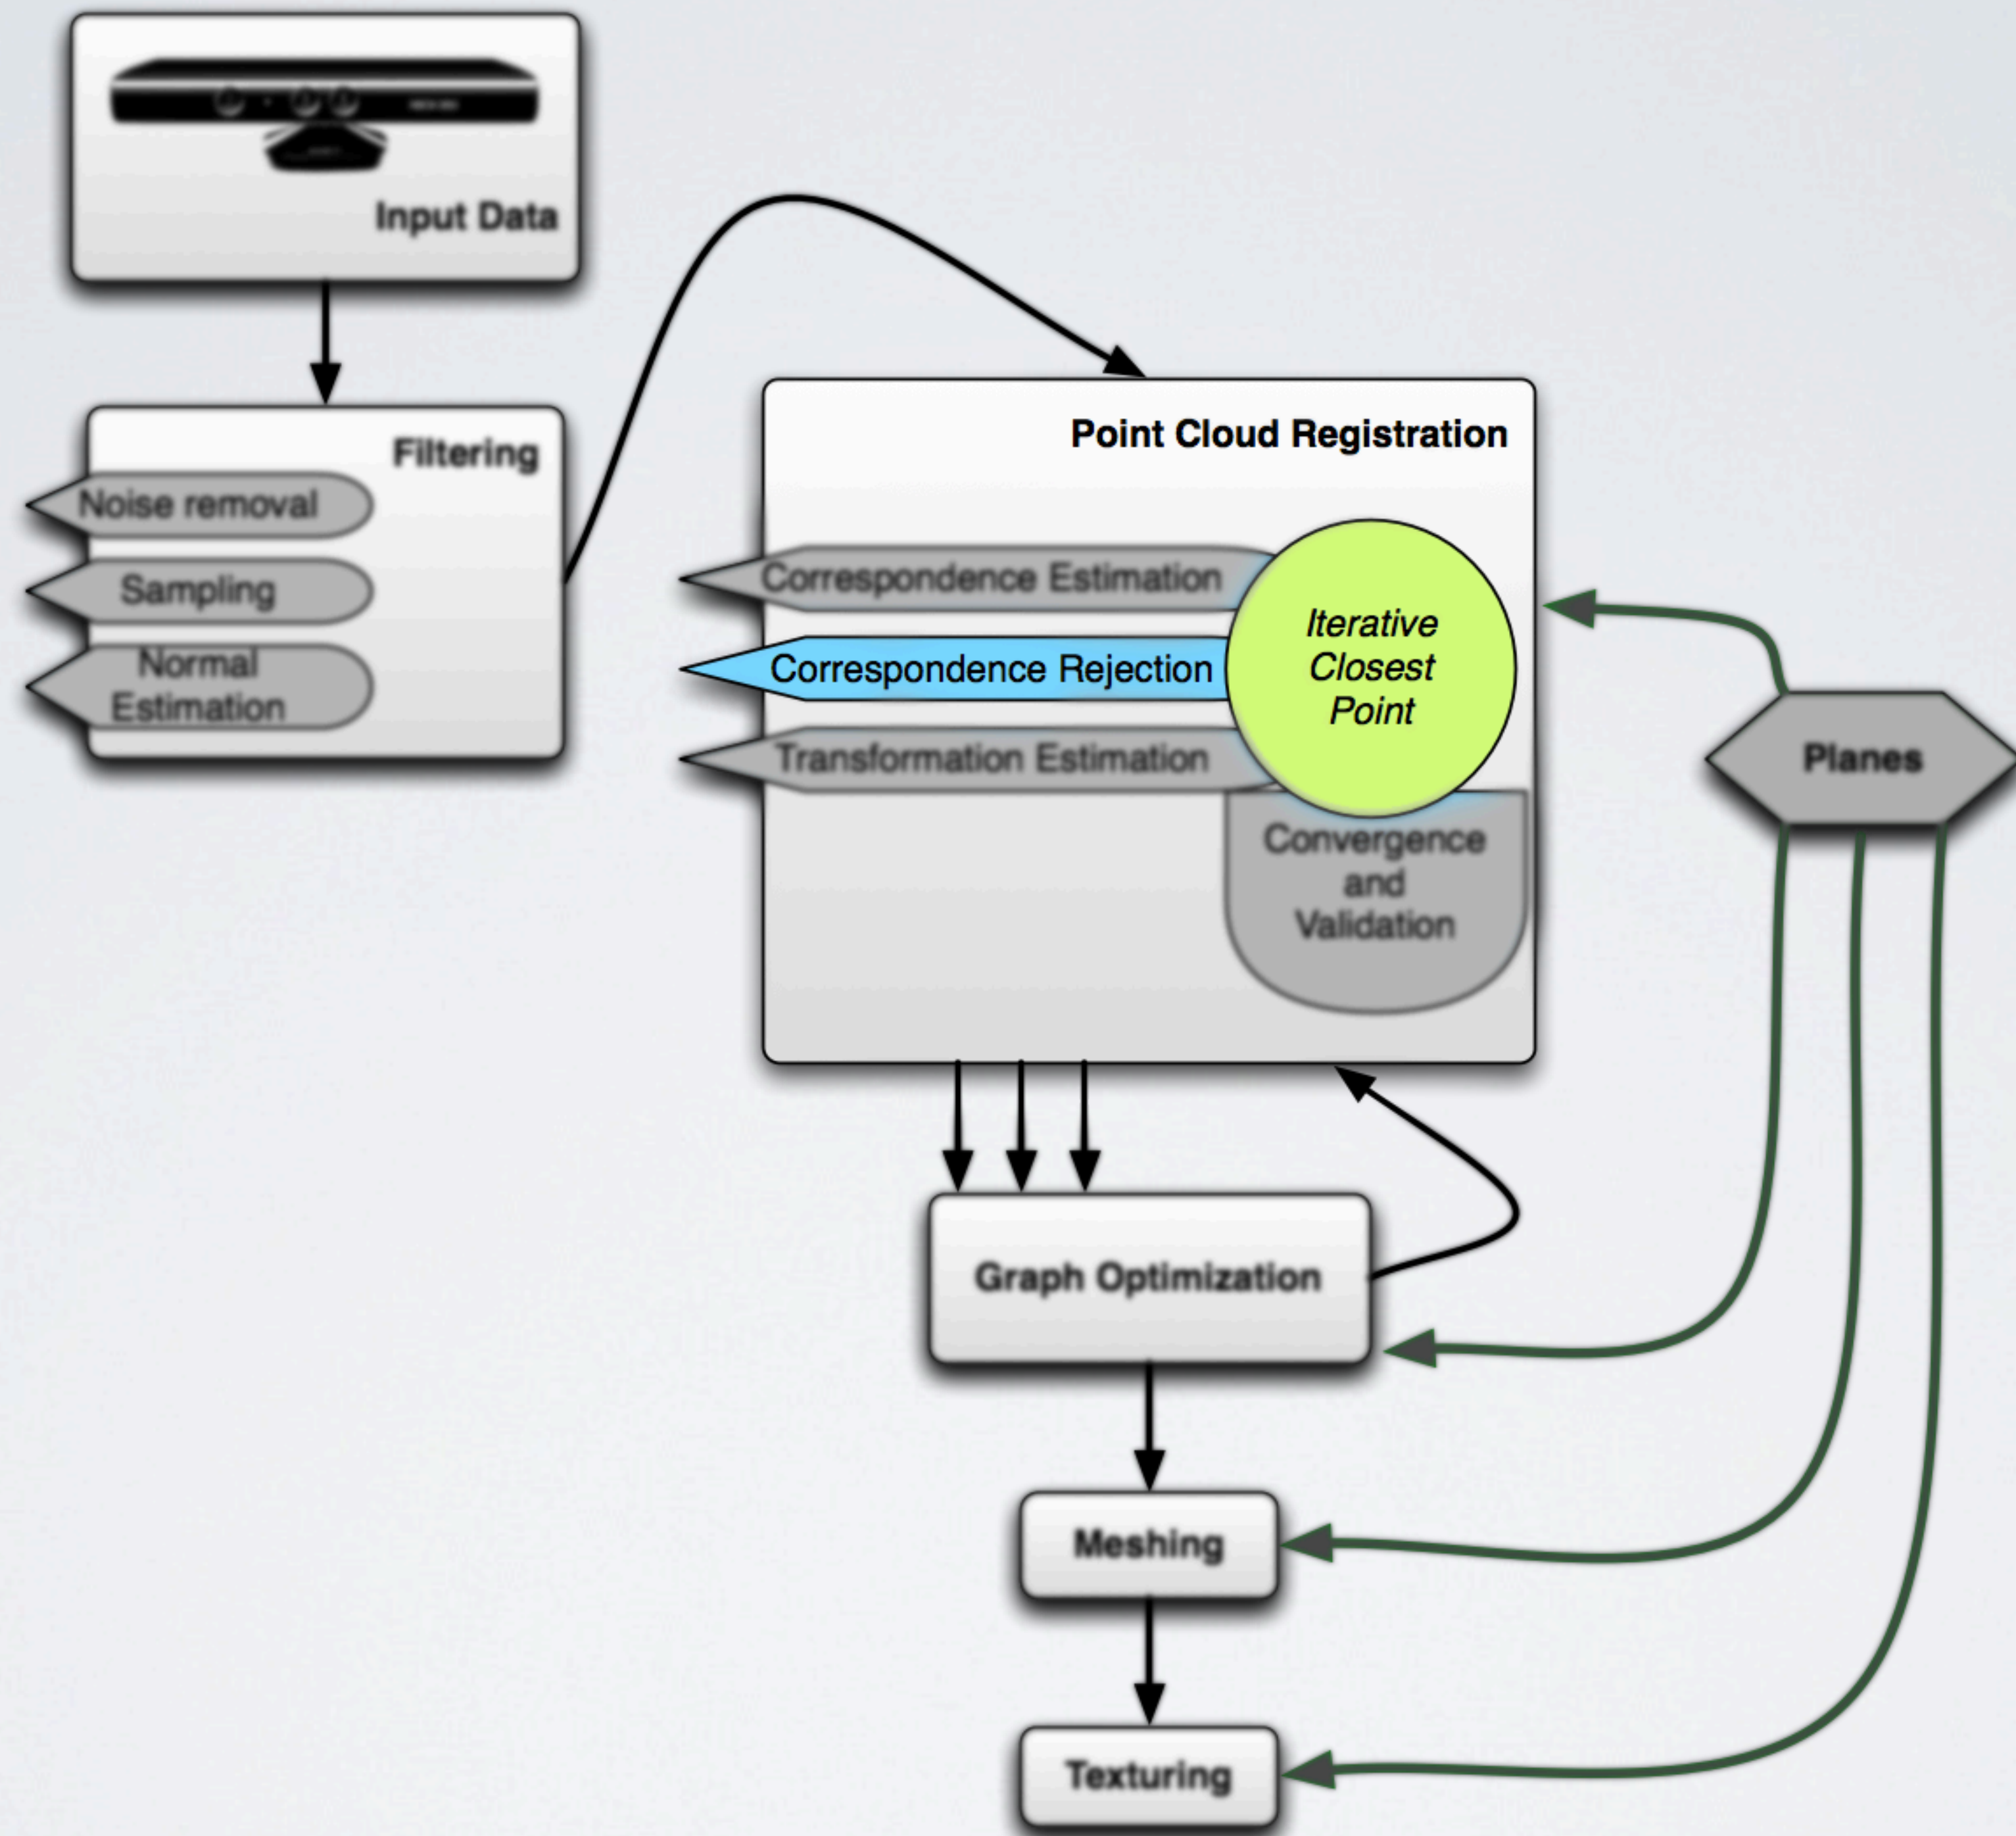 Input Data
Filtering
Noise removal
Sampling
Normal
Estimation
Point Cloud Registration
Correspondence Estimation
Correspondence Rejection
Transformation Estimation
Iterative
Closest
Point
Convergence
and
Validation
Planes
Graph Optimization
Meshing
Texturing